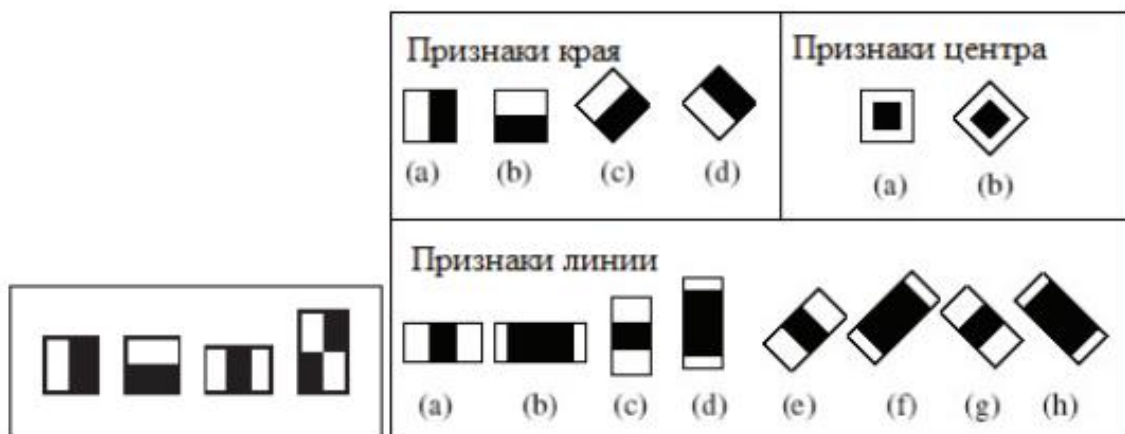 Признаки края
(a) (b) (c) (d)
Признаки центра
(a) (b)
Признаки линии
(a) (b) (c) (d) (e) (f) (g) (h)